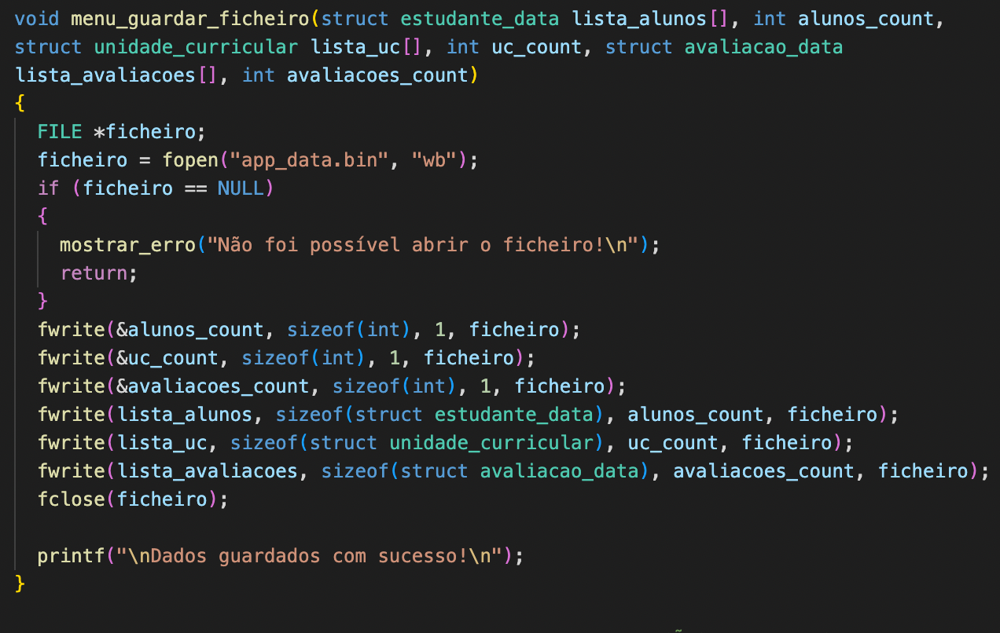 void menu_guardar_ficheiro(struct estudante_data lista_alunos[], int alunos_count,
struct unidade_curricular lista_uc[], int uc_count, struct avaliacao_data
lista_avaliacoes[], int avaliacoes_count)
{
  FILE *ficheiro;
  ficheiro = fopen("app_data.bin", "wb");
  if (ficheiro == NULL)
  {
    mostrar_erro("Não foi possível abrir o ficheiro!\n");
    return;
  }
  fwrite(&alunos_count, sizeof(int), 1, ficheiro);
  fwrite(&uc_count, sizeof(int), 1, ficheiro);
  fwrite(&avaliacoes_count, sizeof(int), 1, ficheiro);
  fwrite(lista_alunos, sizeof(struct estudante_data), alunos_count, ficheiro);
  fwrite(lista_uc, sizeof(struct unidade_curricular), uc_count, ficheiro);
  fwrite(lista_avaliacoes, sizeof(struct avaliacao_data), avaliacoes_count, ficheiro);
  fclose(ficheiro);

  printf("\nDados guardados com sucesso!\n");
}